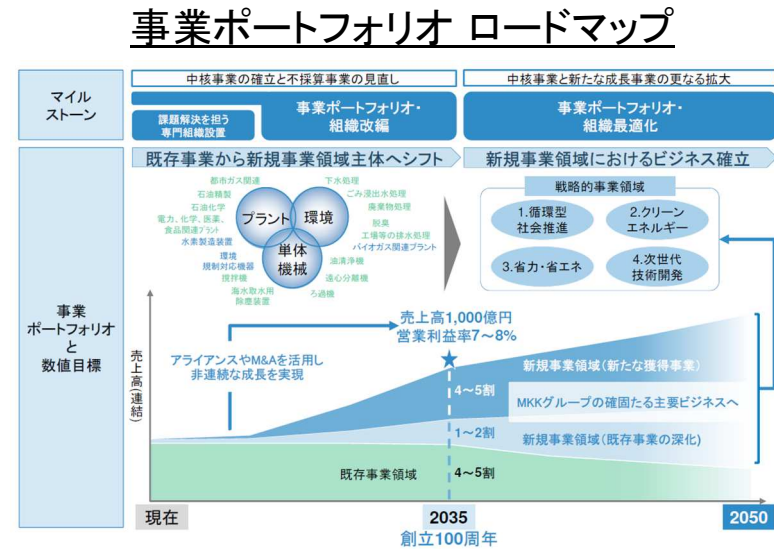 事業ポートフォリオ ロードマップ
マイル
ストーン
中核事業の確立と不採算事業の見直し
中核事業と新たな成長事業の更なる拡大
課題解決を担う
専門組織設置
事業ポートフォリオ・
組織改編
事業ポートフォリオ・
組織最適化
事業
ポートフォリオ
と
数値目標
既存事業から新規事業領域主体へシフト
新規事業領域におけるビジネス確立
都市ガス関連
石油精製
石油化学
電力、化学、医薬、
食品関連プラント
水素製造装置
環境
規制対応機器
撹拌機
海水取水用
除塵装置
プラント
環境
単体
機械
下水処理
ごみ浸出水処理
廃棄物処理
脱臭
工場等の排水処理
バイオガス関連プラント
油清浄機
遠心分離機
ろ過機
戦略的事業領域
1.循環型
社会推進
2.クリーン
エネルギー
3.省力・省エネ
4.次世代
技術開発
売上高1,000億円
営業利益率7～8%
アライアンスやM&Aを活用し
非連続な成長を実現
売上高(連結)
新規事業領域(新たな獲得事業)
4～5割
MKKグループの確固たる主要ビジネスへ
1～2割
新規事業領域(既存事業の深化)
既存事業領域
4～5割
現在
2035
2050
創立100周年